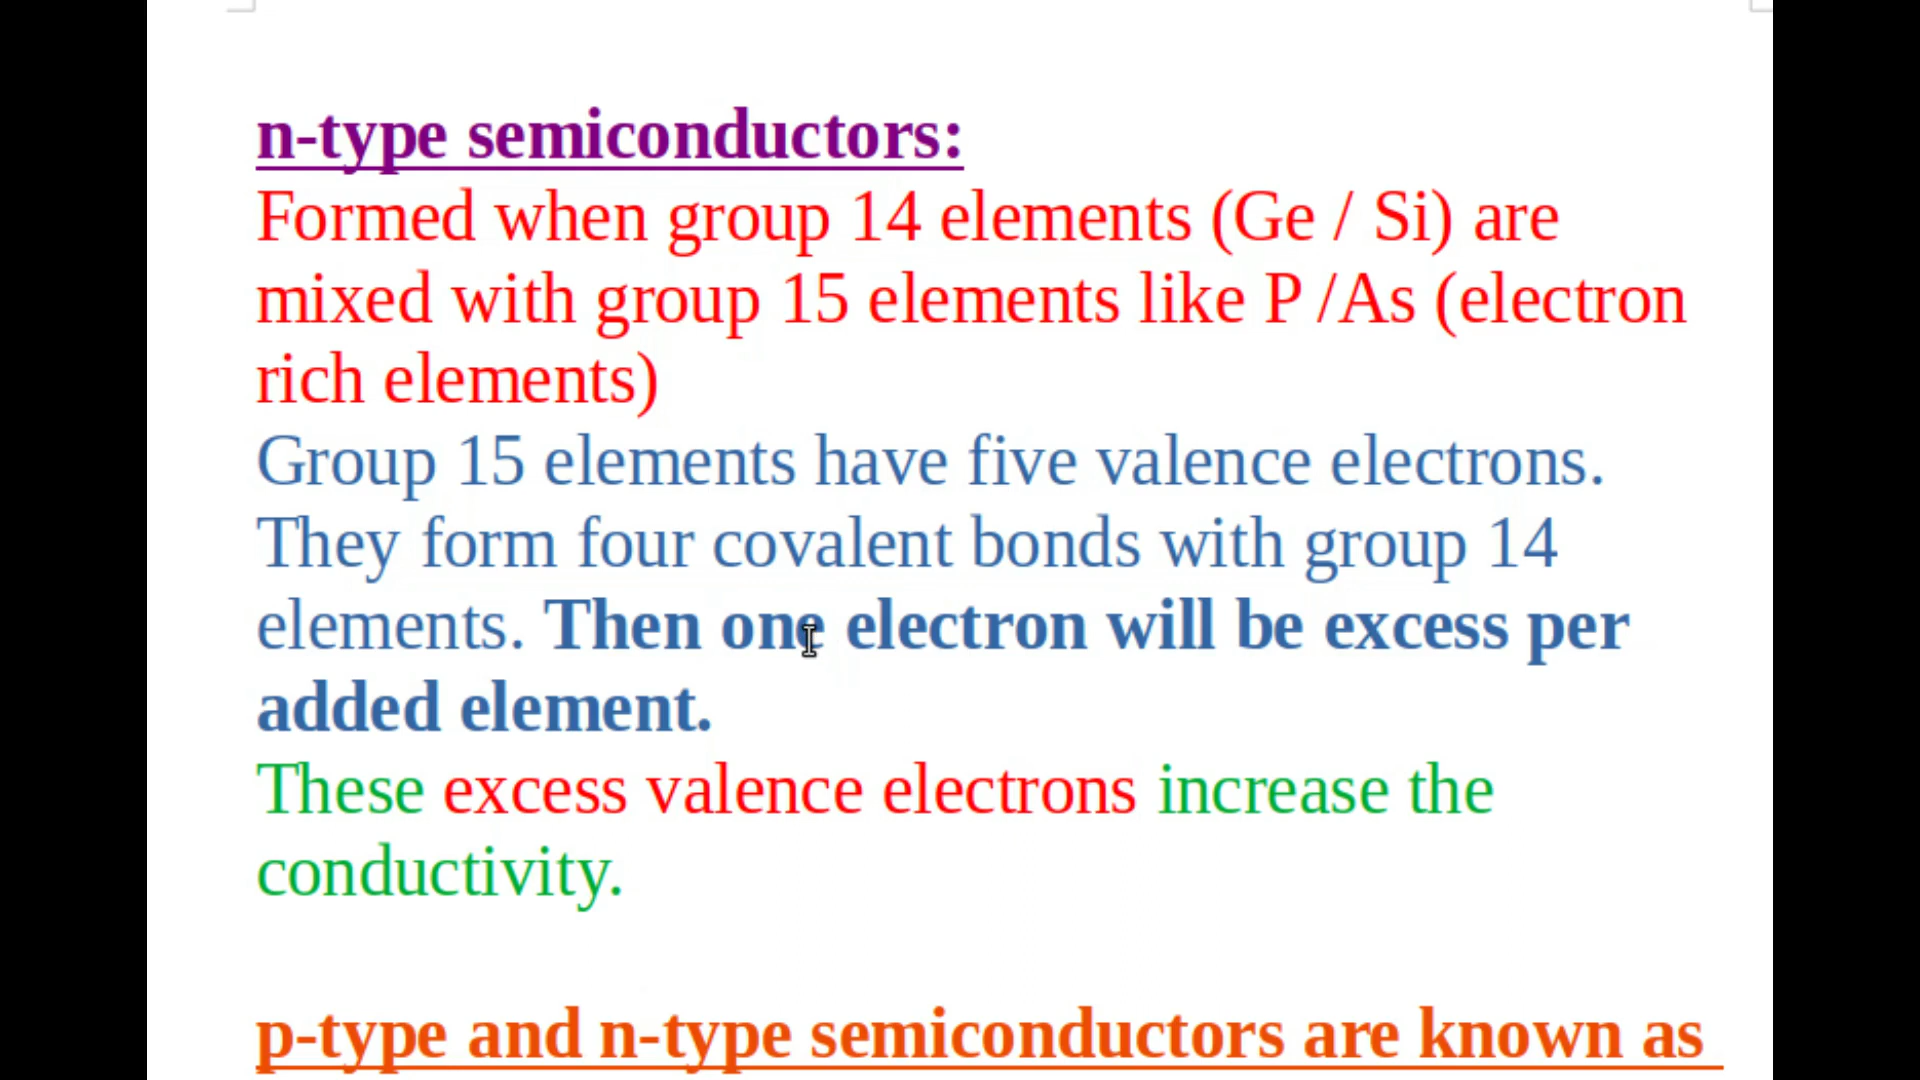 n-type semiconductors:
Formed when group 14 elements (Ge / Si) are
mixed with group 15 elements like P /As (electron
rich elements)
Group 15 elements have five valence electrons.
They form four covalent bonds with group 14
elements. Then one electron will be excess per
added element.
These excess valence electrons increase the
conductivity.
p-type and n-type semiconductors are known as